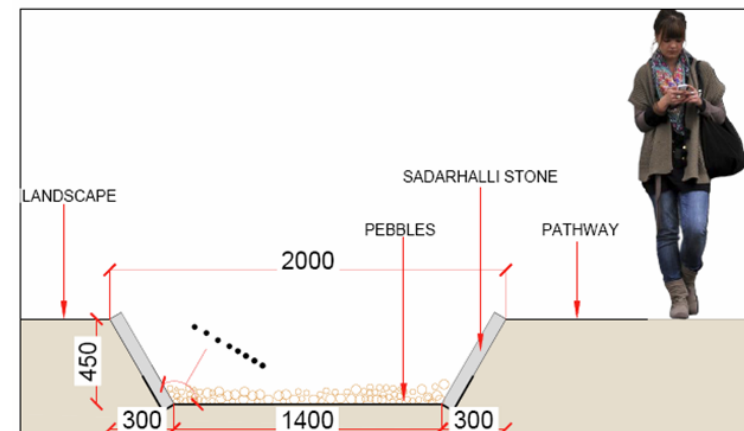 SADARHALLI STONE
LANDSCAPE
PEBBLES
PATHWAY
2000
450
300
1400
300